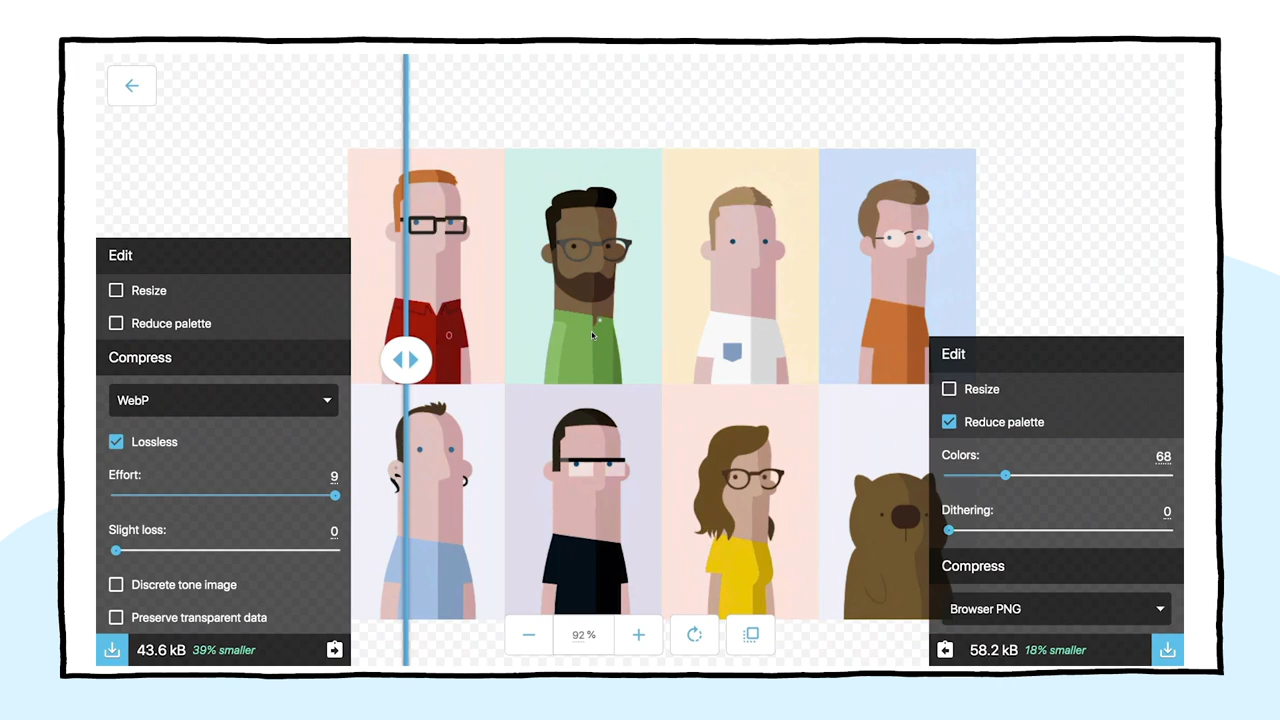 Edit
Resize
Reduce palette
Compress
WebP
Lossless
Effort: 9
Slight loss: 0
Discrete tone image
Preserve transparent data
43.6 kB 39% smaller
92 %
Edit
Resize
Reduce palette
Colors: 68
Dithering: 0
Compress
Browser PNG
58.2 kB 18% smaller